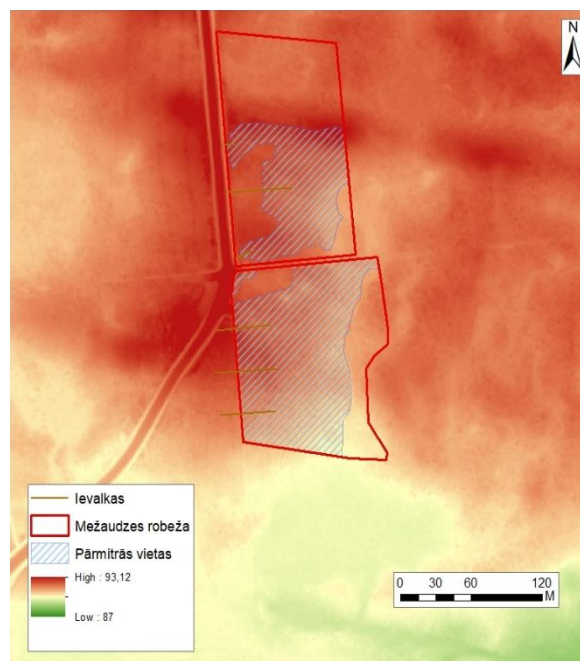 N
Ievalkas
Mežaudzes robeža
Pārmitrās vietas
High : 93,12
Low : 87
0 30 60 120
M